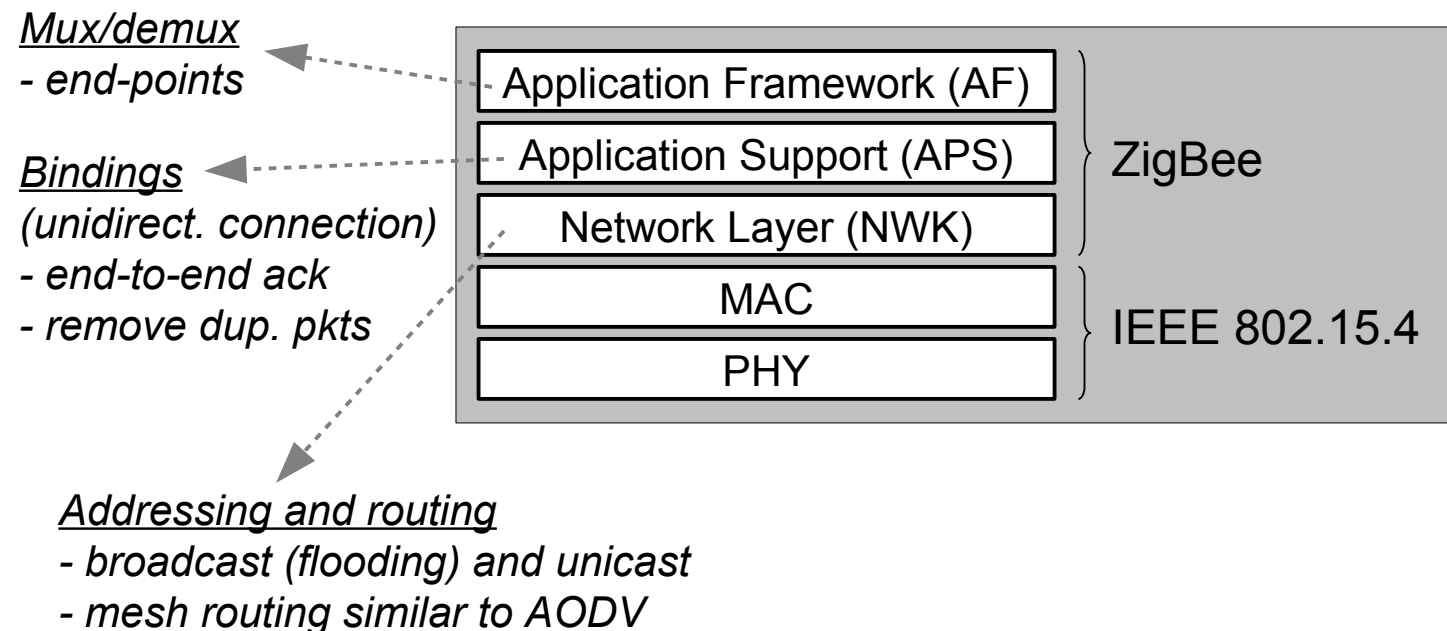 Mux/demux
- end-points
Bindings
(unidirect. connection)
- end-to-end ack
- remove dup. pkts
Application Framework (AF)
Application Support (APS)
Network Layer (NWK)
MAC
PHY
ZigBee
IEEE 802.15.4
Addressing and routing
- broadcast (flooding) and unicast
- mesh routing similar to AODV